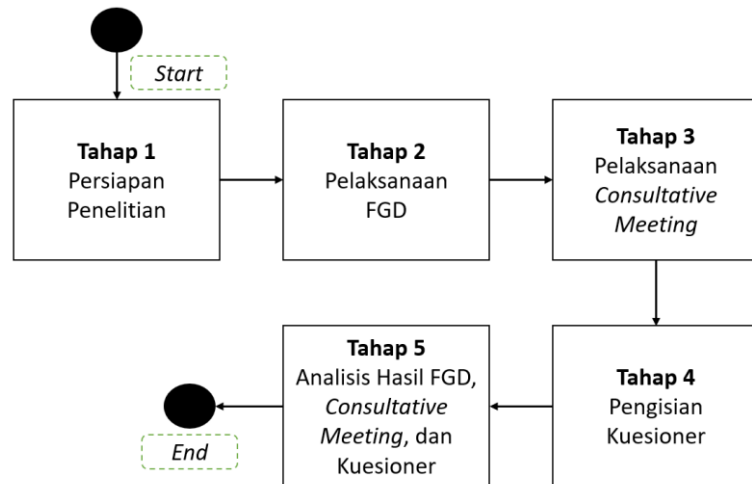 Start
Tahap 1
Persiapan
Penelitian
Tahap 2
Pelaksanaan
FGD
Tahap 3
Pelaksanaan
Consultative
Meeting
Tahap 4
Pengisian
Kuesioner
Tahap 5
Analisis Hasil FGD,
Consultative
Meeting, dan
Kuesioner
End